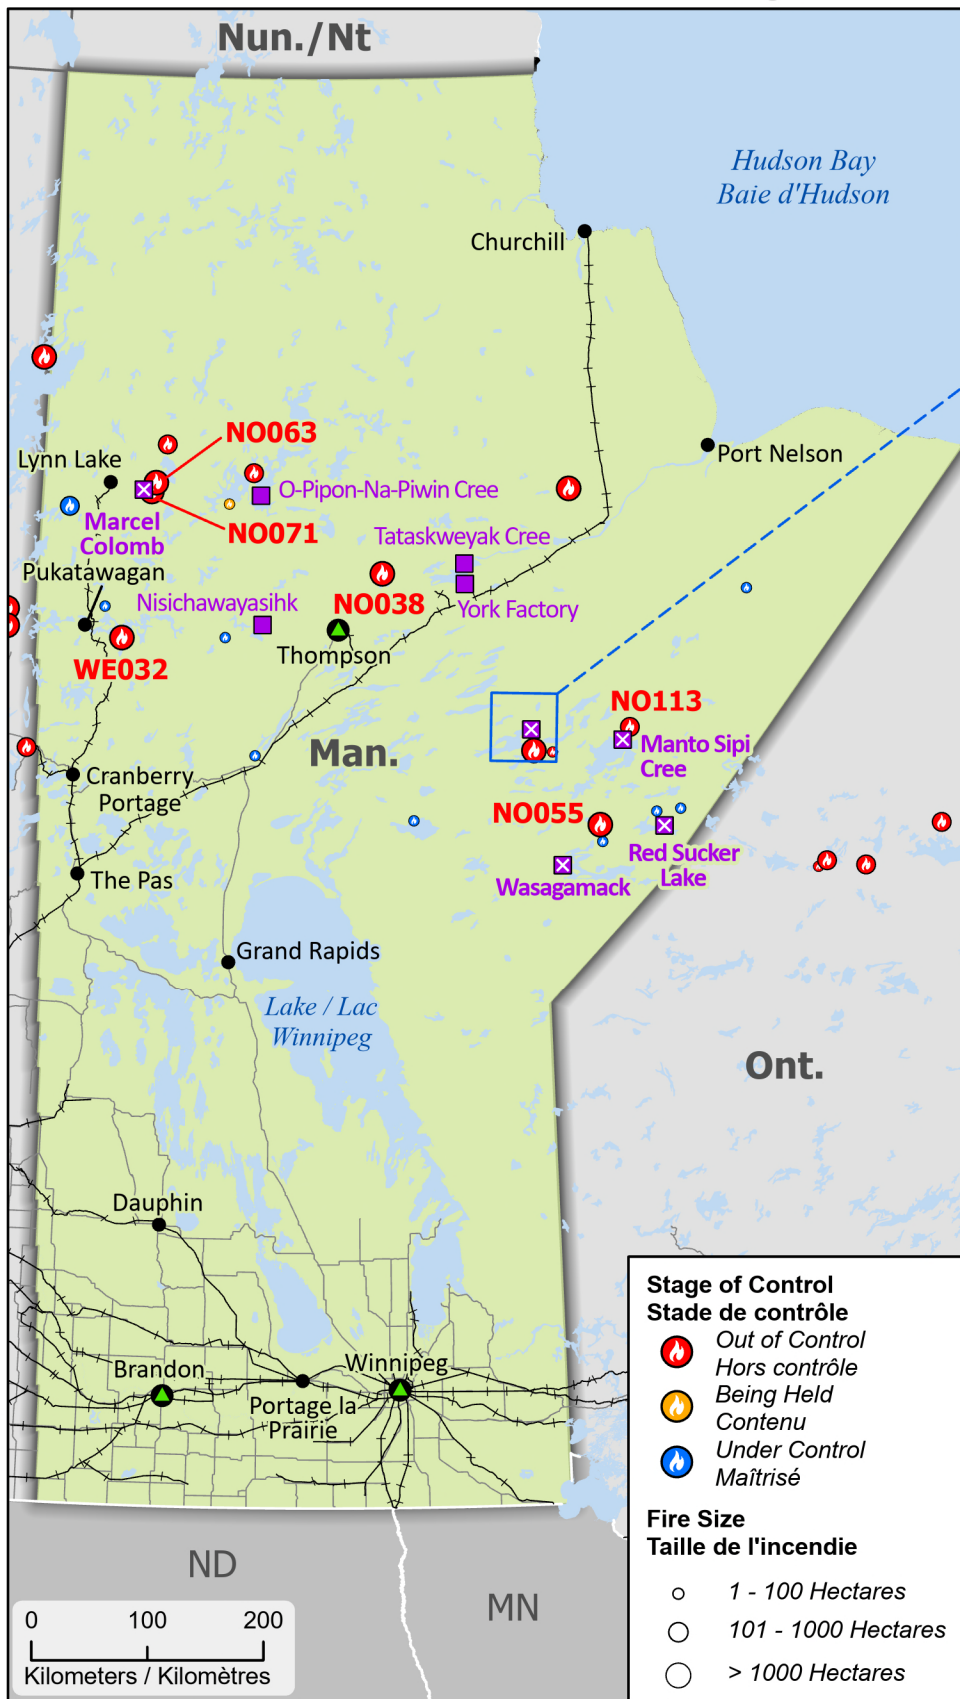 Nun./Nt
Hudson Bay
Baie d'Hudson
Churchill
NO063
Lynn Lake
Port Nelson
O-Pipon-Na-Piwin Cree
Marcel
Colomb
NO071
Tataskweyak Cree
Pukatawagan
Nisichawayasihk
NO038
York Factory
Thompson
WE032
NO113
Man.
Manto Sipi
Cree
Cranberry
Portage
NO055
Red Sucker
Lake
The Pas
Wasagamack
Grand Rapids
Lake / Lac
Winnipeg
Ont.
Dauphin
Brandon
Winnipeg
Portage la
Prairie
ND
MN
0 100 200
Kilometers / Kilomètres
Stage of Control
Stade de contrôle
Out of Control
Hors contrôle
Being Held
Contenu
Under Control
Maîtrisé
Fire Size
Taille de l'incendie
1 - 100 Hectares
101 - 1000 Hectares
> 1000 Hectares